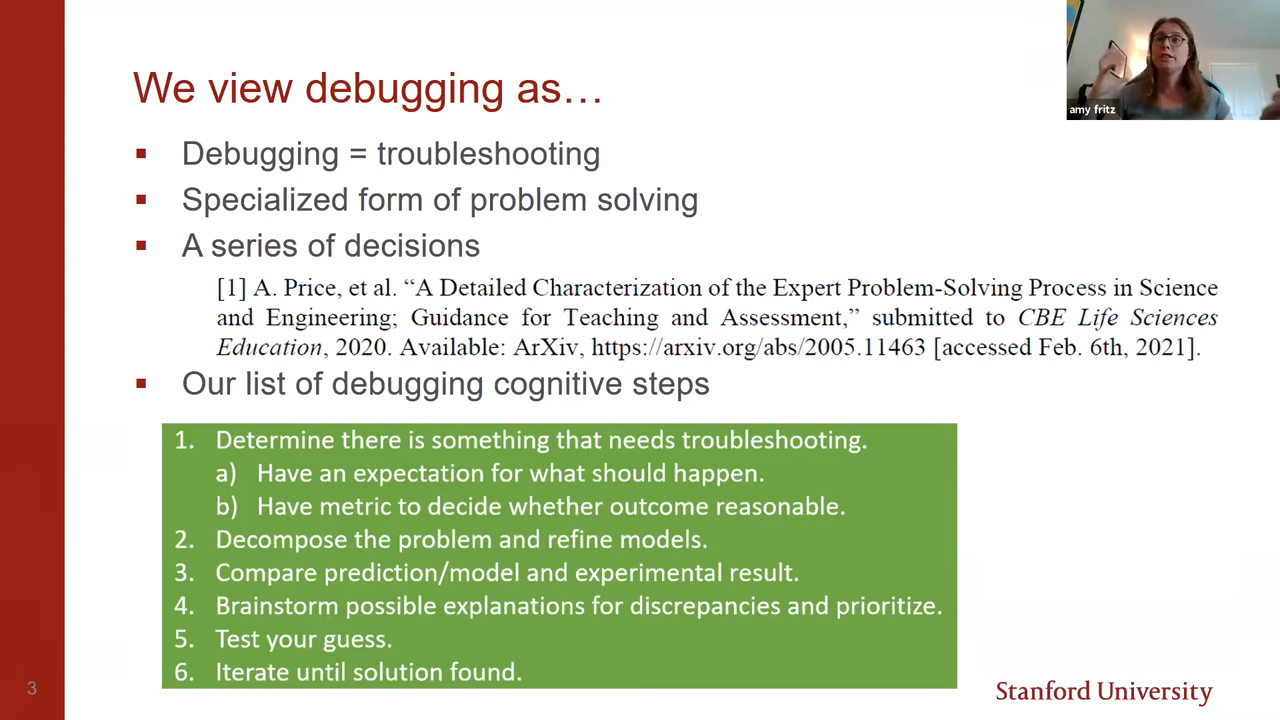 We view debugging as…
amy fritz
▪ Debugging = troubleshooting
▪ Specialized form of problem solving
▪ A series of decisions
[1] A. Price, et al. “A Detailed Characterization of the Expert Problem-Solving Process in Science
and Engineering; Guidance for Teaching and Assessment,” submitted to CBE Life Sciences
Education, 2020. Available: ArXiv, https://arxiv.org/abs/2005.11463 [accessed Feb. 6th, 2021].
▪ Our list of debugging cognitive steps
1. Determine there is something that needs troubleshooting.
a) Have an expectation for what should happen.
b) Have metric to decide whether outcome reasonable.
2. Decompose the problem and refine models.
3. Compare prediction/model and experimental result.
4. Brainstorm possible explanations for discrepancies and prioritize.
5. Test your guess.
6. Iterate until solution found.
3
Stanford University